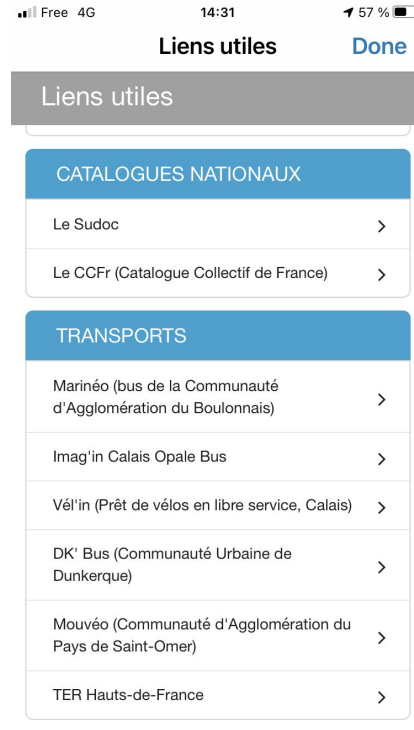 Free 4G 14:31 57 %
Liens utiles Done
Liens utiles
CATALOGUES NATIONAUX
Le Sudoc
Le CCFr (Catalogue Collectif de France)
TRANSPORTS
Marinéo (bus de la Communauté
d'Agglomération du Boulonnais)
Imag'in Calais Opale Bus
Vél'in (Prêt de vélos en libre service, Calais)
DK' Bus (Communauté Urbaine de
Dunkerque)
Mouvéo (Communauté d'Agglomération du
Pays de Saint-Omer)
TER Hauts-de-France